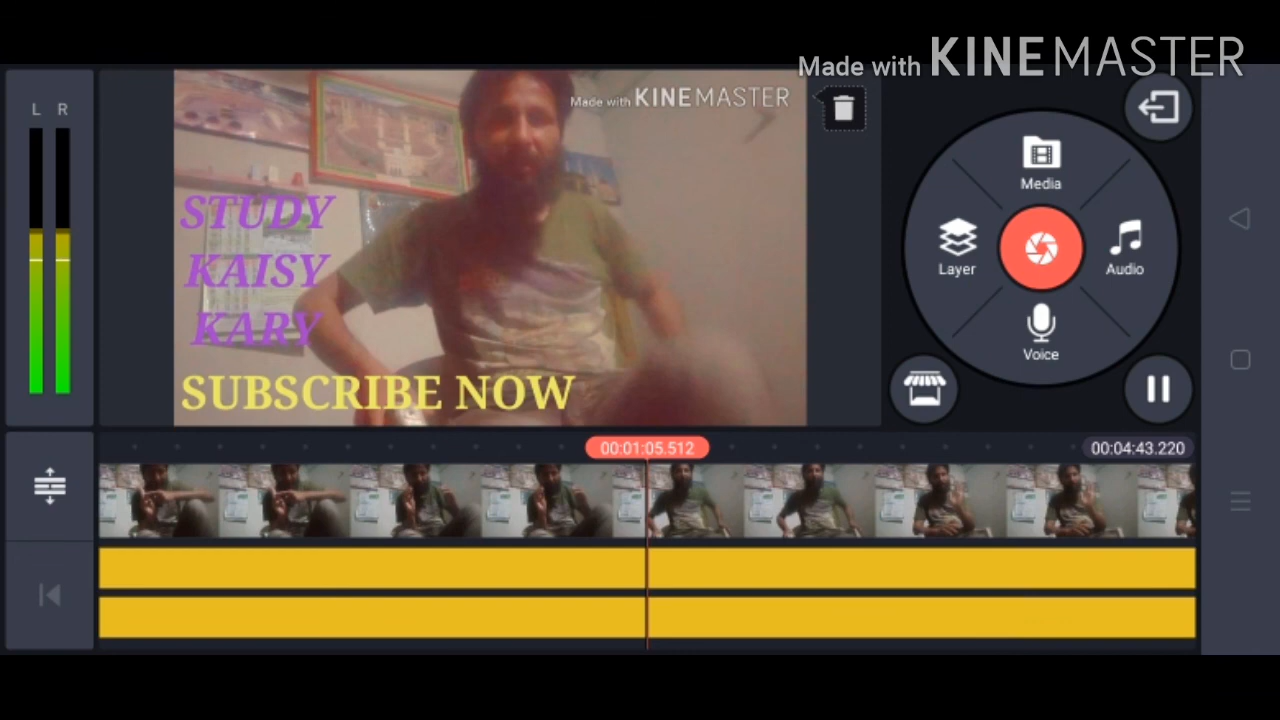 Made with KINEMASTER
L R
Made with KINEMASTER
Media
STUDY
KAISY
KARY
SUBSCRIBE NOW
Layer
Audio
Voice
00:01:05.512
00:04:43.220